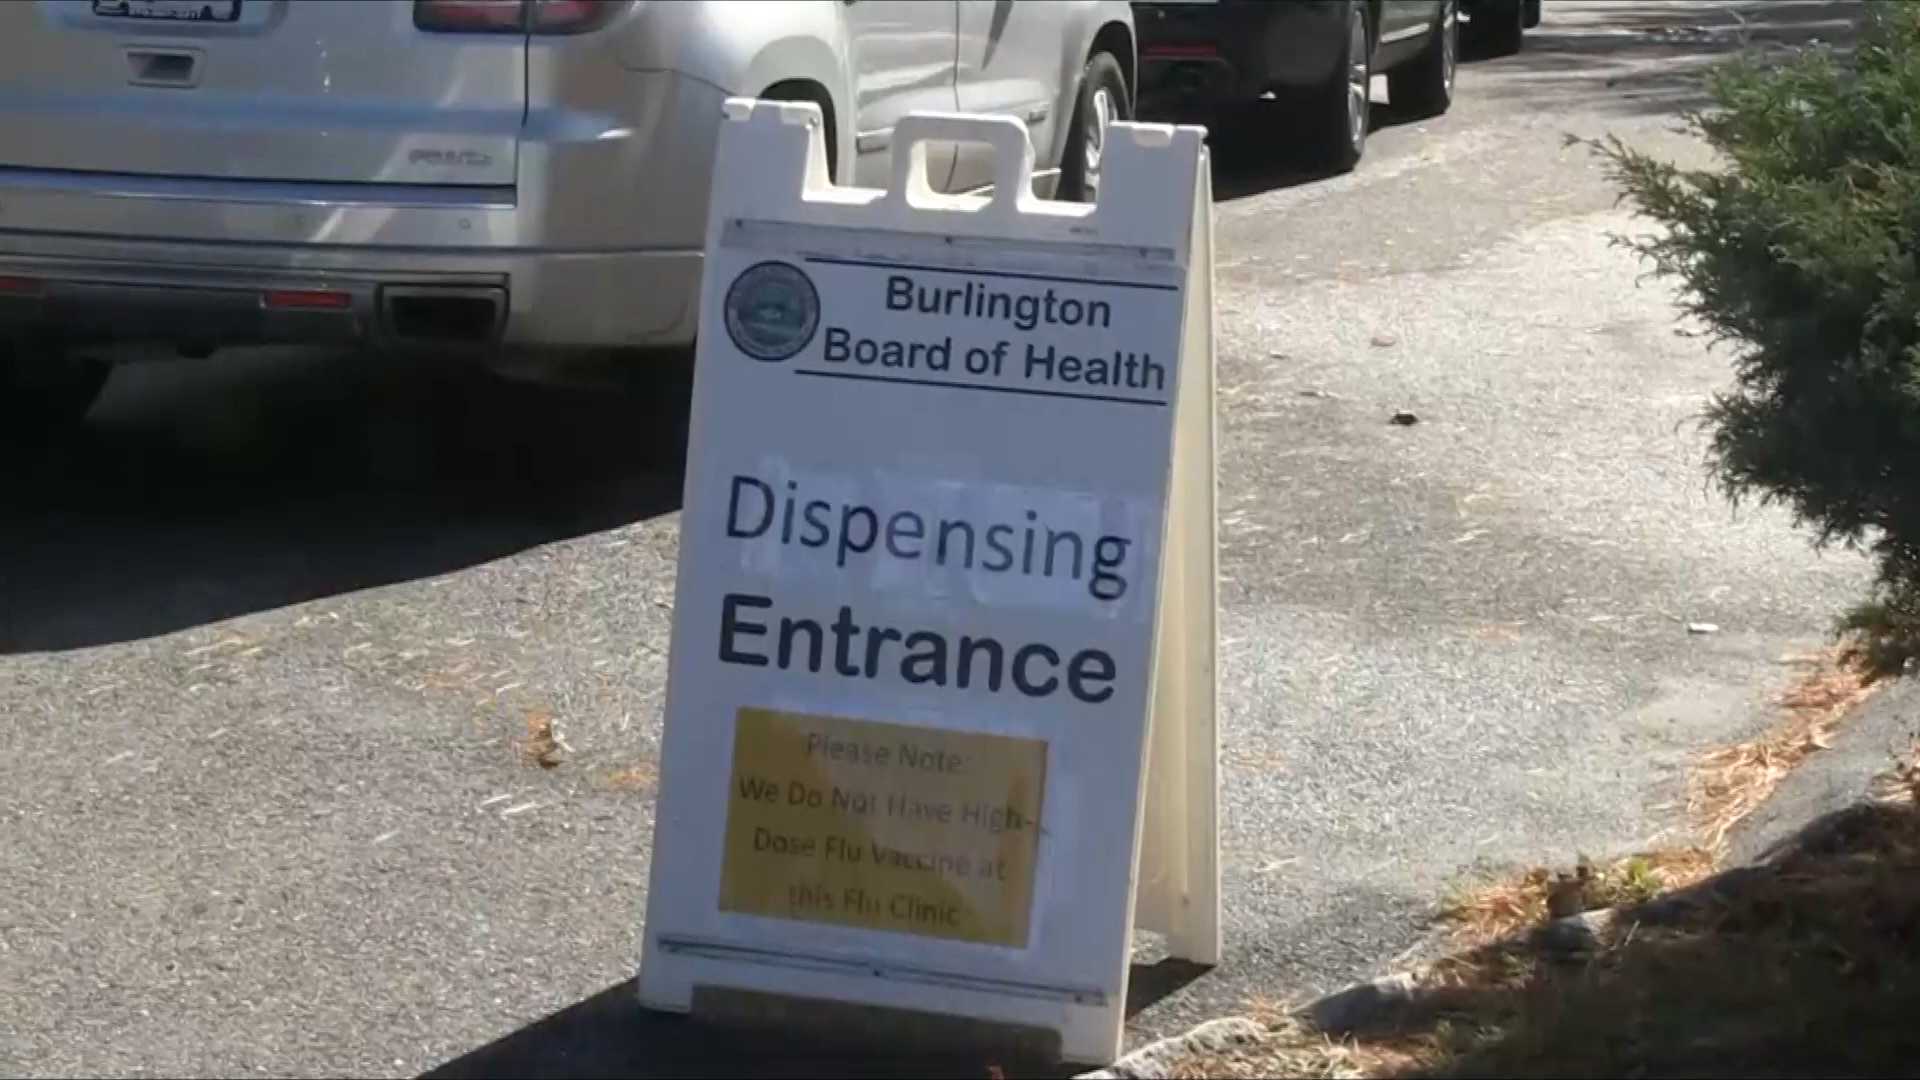 Burlington
Board of Health
Dispensing
Entrance
Please Note:
We Do Not Have High-
Dose Flu Vaccine at
this Flu Clinic